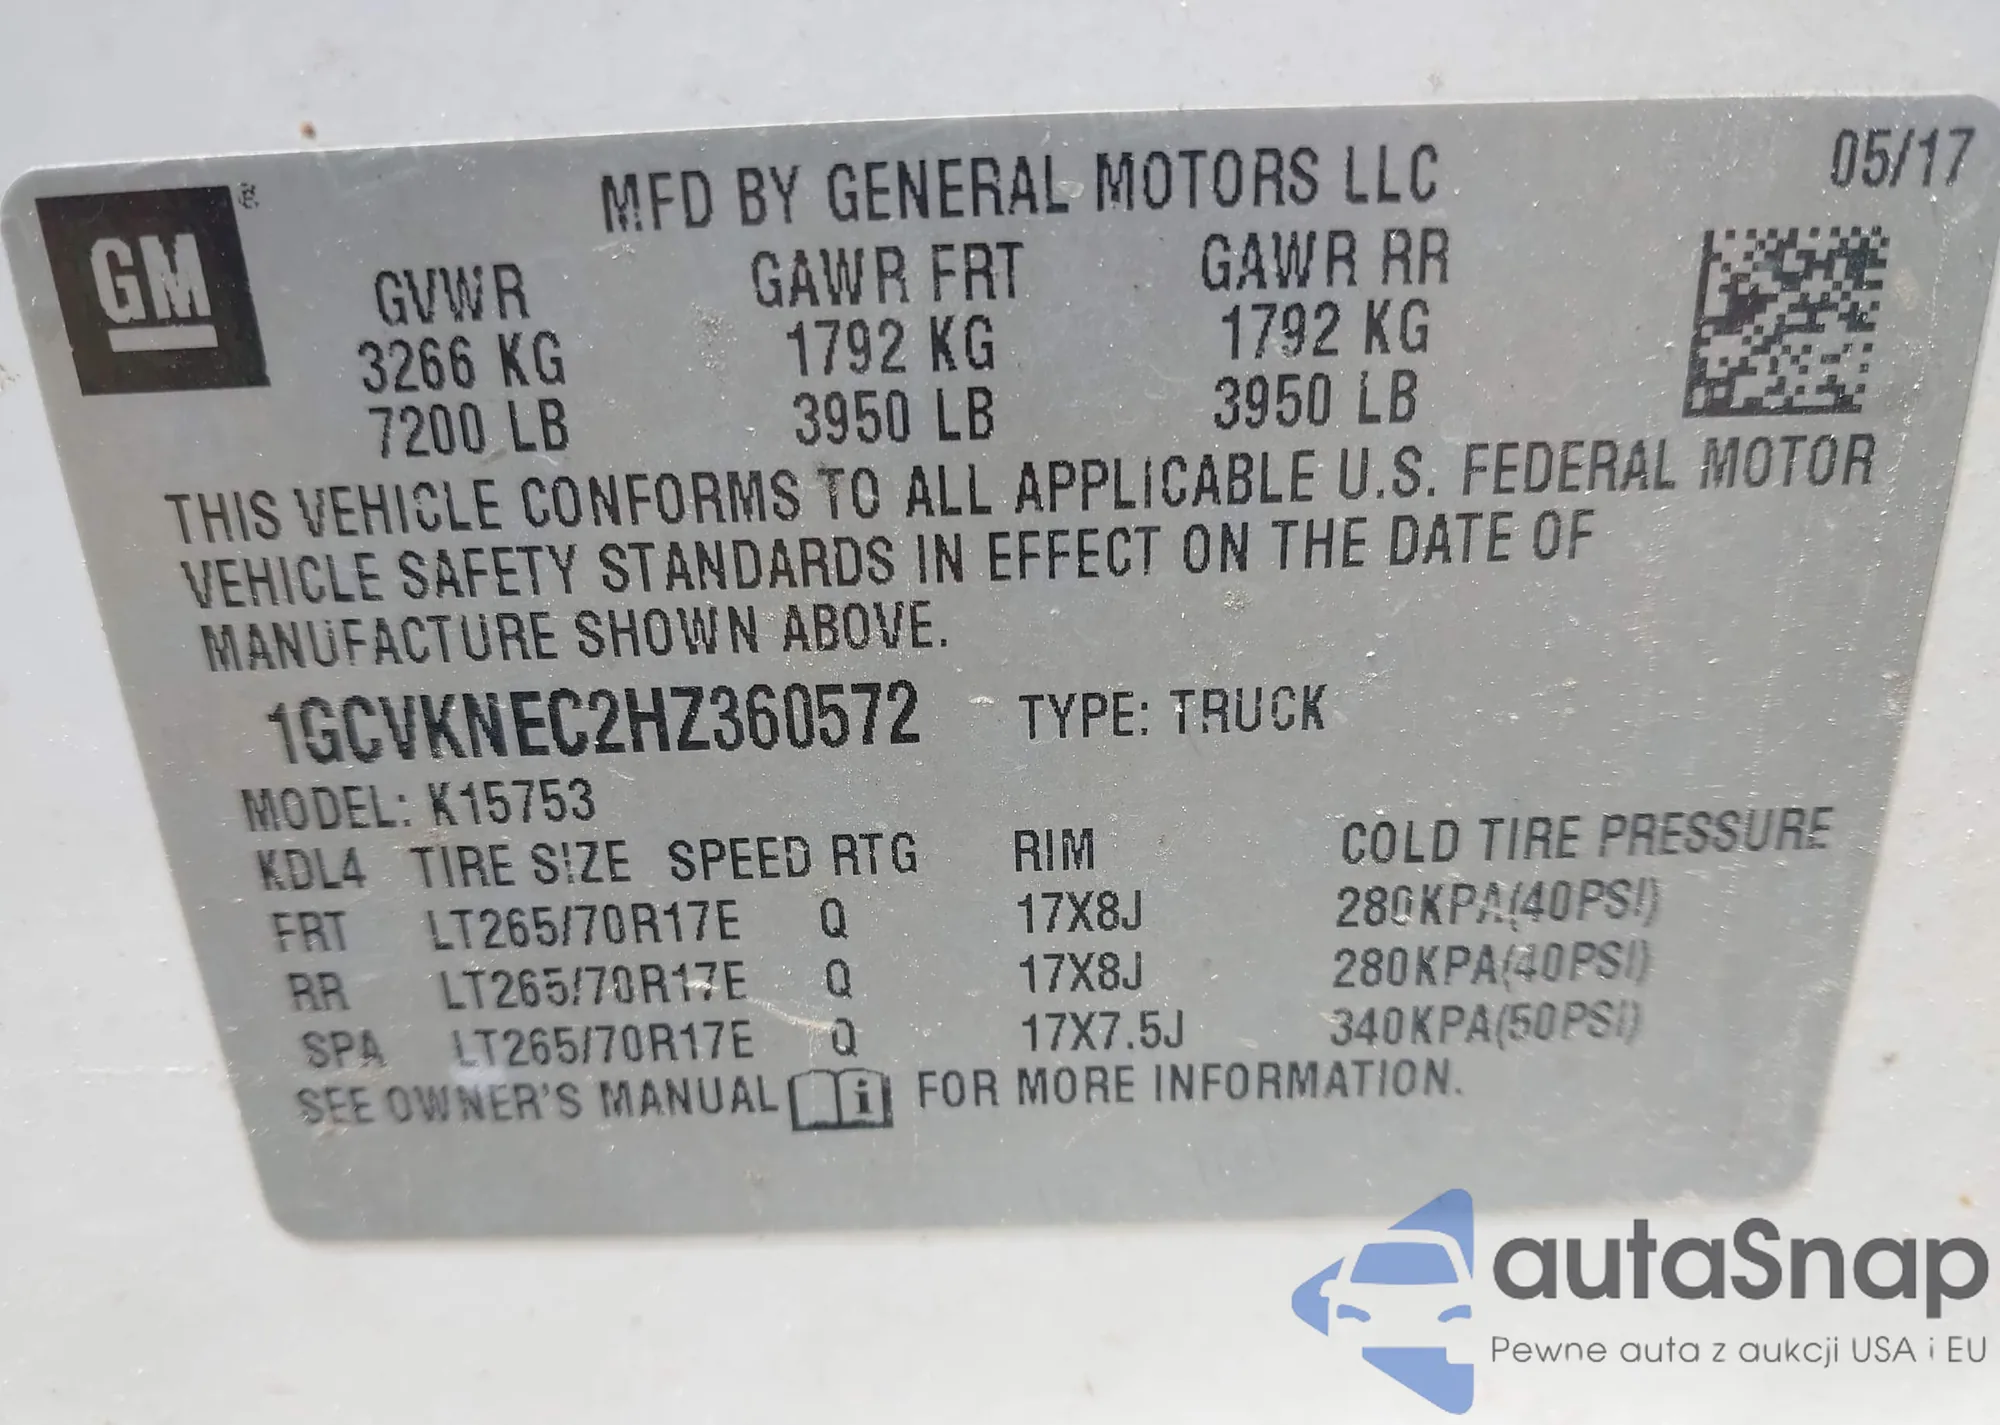 GM ®
MFD BY GENERAL MOTORS LLC 05/17
GVWR GAWR FRT GAWR RR
3266 KG 1792 KG 1792 KG
7200 LB 3950 LB 3950 LB
THIS VEHICLE CONFORMS TO ALL APPLICABLE U.S. FEDERAL MOTOR
VEHICLE SAFETY STANDARDS IN EFFECT ON THE DATE OF
MANUFACTURE SHOWN ABOVE.
1GCVKNEC2HZ360572 TYPE: TRUCK
MODEL: K15753
KDL4 TIRE SIZE SPEED RTG RIM COLD TIRE PRESSURE
FRT LT265/70R17E Q 17X8J 280KPA(40PSI)
RR LT265/70R17E Q 17X8J 280KPA(40PSI)
SPA LT265/70R17E Q 17X7.5J 340KPA(50PSI)
SEE OWNER'S MANUAL i FOR MORE INFORMATION.
autaSnap
Pewne auta z aukcji USA i EU